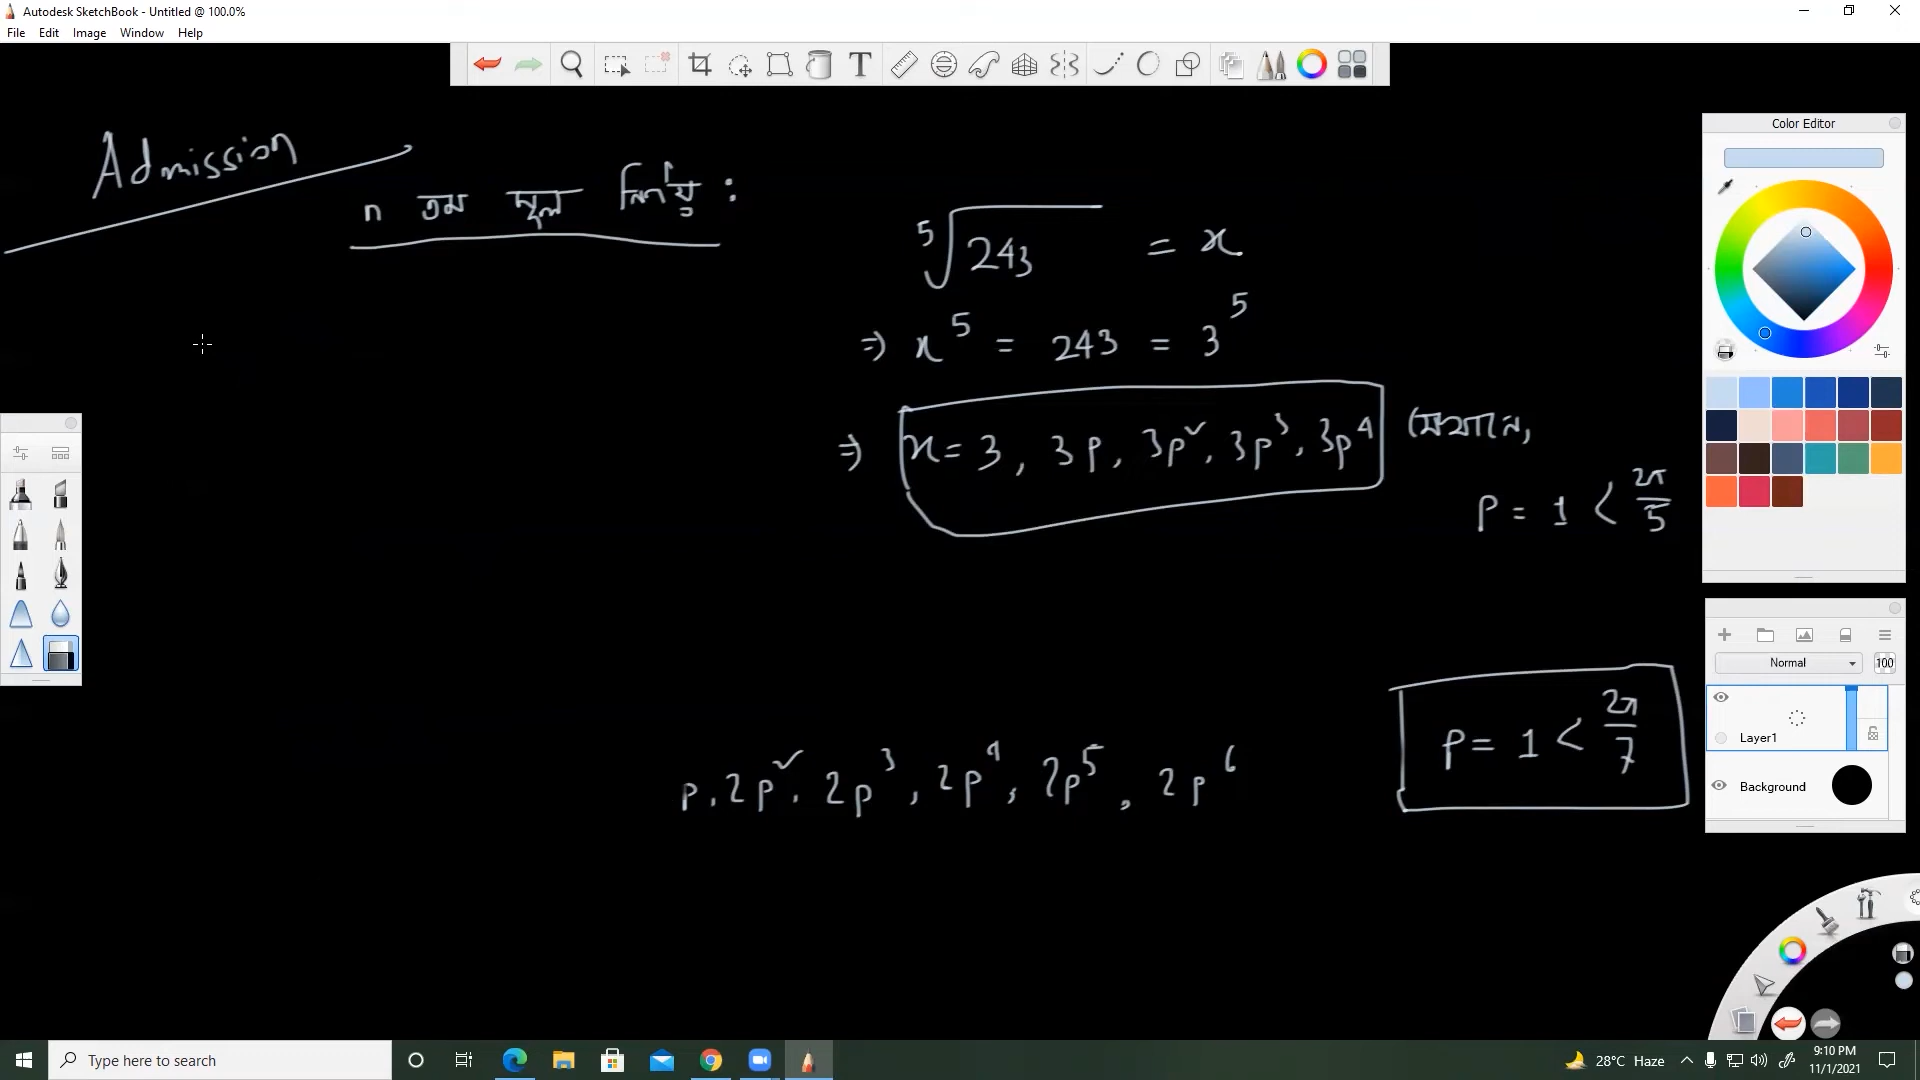 Autodesk SketchBook - Untitled @ 100.0%
File Edit Image Window Help
Admission
n তম মূল নির্ণয় :
⁵√243 = x
⇒ x⁵ = 243 = 3⁵
⇒ x = 3, 3p, 3p², 3p³, 3p⁴ (যেখানে,
P = 1 < 2π/5
p. 2p², 2p³, 2p⁴, 2p⁵, 2p⁶
P = 1 < 2π/7
Color Editor
Normal
100
Layer1
Background
Type here to search
28°C Haze
9:10 PM
11/1/2021